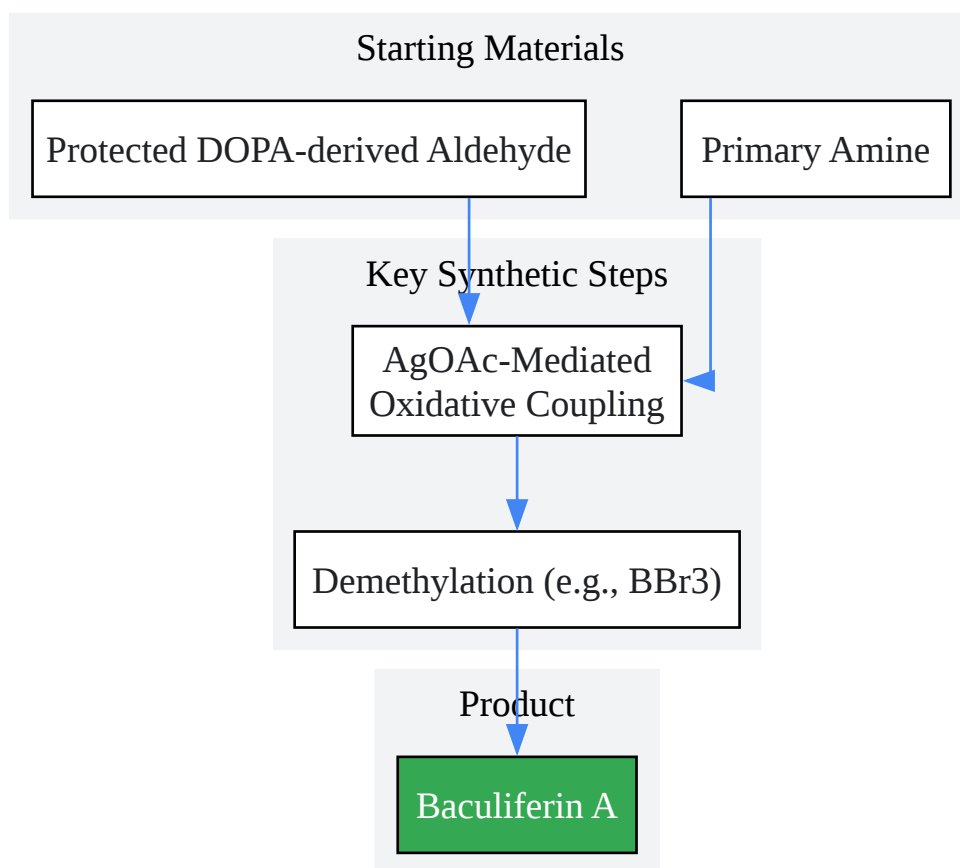 Starting Materials
Protected DOPA-derived Aldehyde
Primary Amine
Key Synthetic Steps
AgOAc-Mediated
Oxidative Coupling
Demethylation (e.g., BBr3)
Product
Baculiferin A